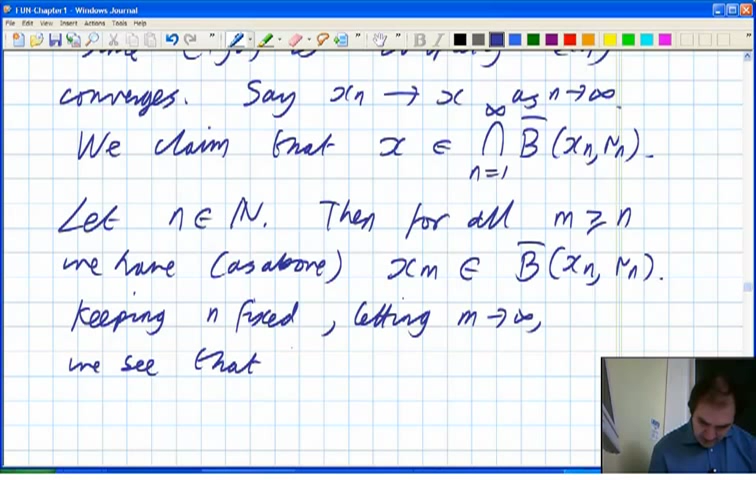 FUN-Chapter1 - Windows Journal
File Edit View Insert Actions Tools Help
converges. Say xn → x as n→∞.
We claim that x ∈ ∞ ⋂ n=1 B̅(xn, rn).
Let n ∈ N. Then for all m ≥ n
we have (as above) xm ∈ B̅(xn, rn).
Keeping n fixed, letting m → ∞,
we see that